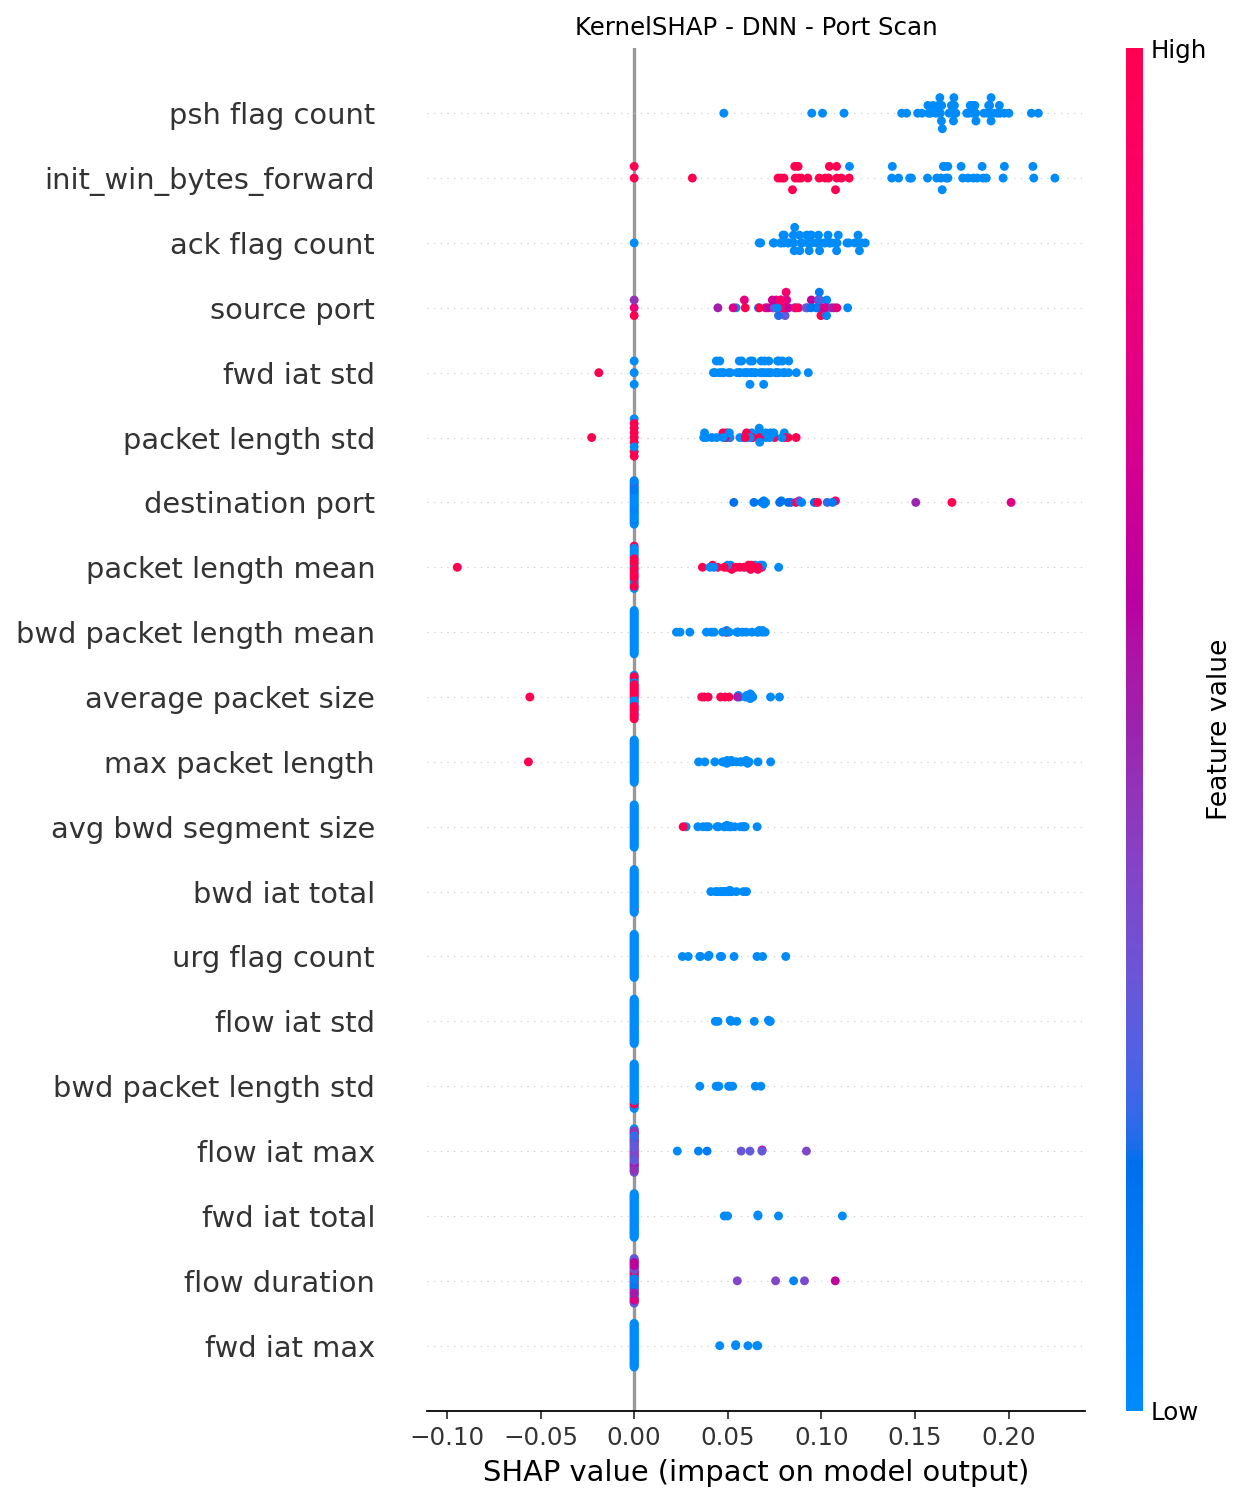 KernelSHAP - DNN - Port Scan
High
psh flag count
init_win_bytes_forward
ack flag count
source port
fwd iat std
packet length std
destination port
packet length mean
bwd packet length mean
average packet size
max packet length
avg bwd segment size
bwd iat total
urg flag count
flow iat std
bwd packet length std
flow iat max
fwd iat total
flow duration
fwd iat max
Feature value
Low
−0.10 −0.05 0.00 0.05 0.10 0.15 0.20
SHAP value (impact on model output)